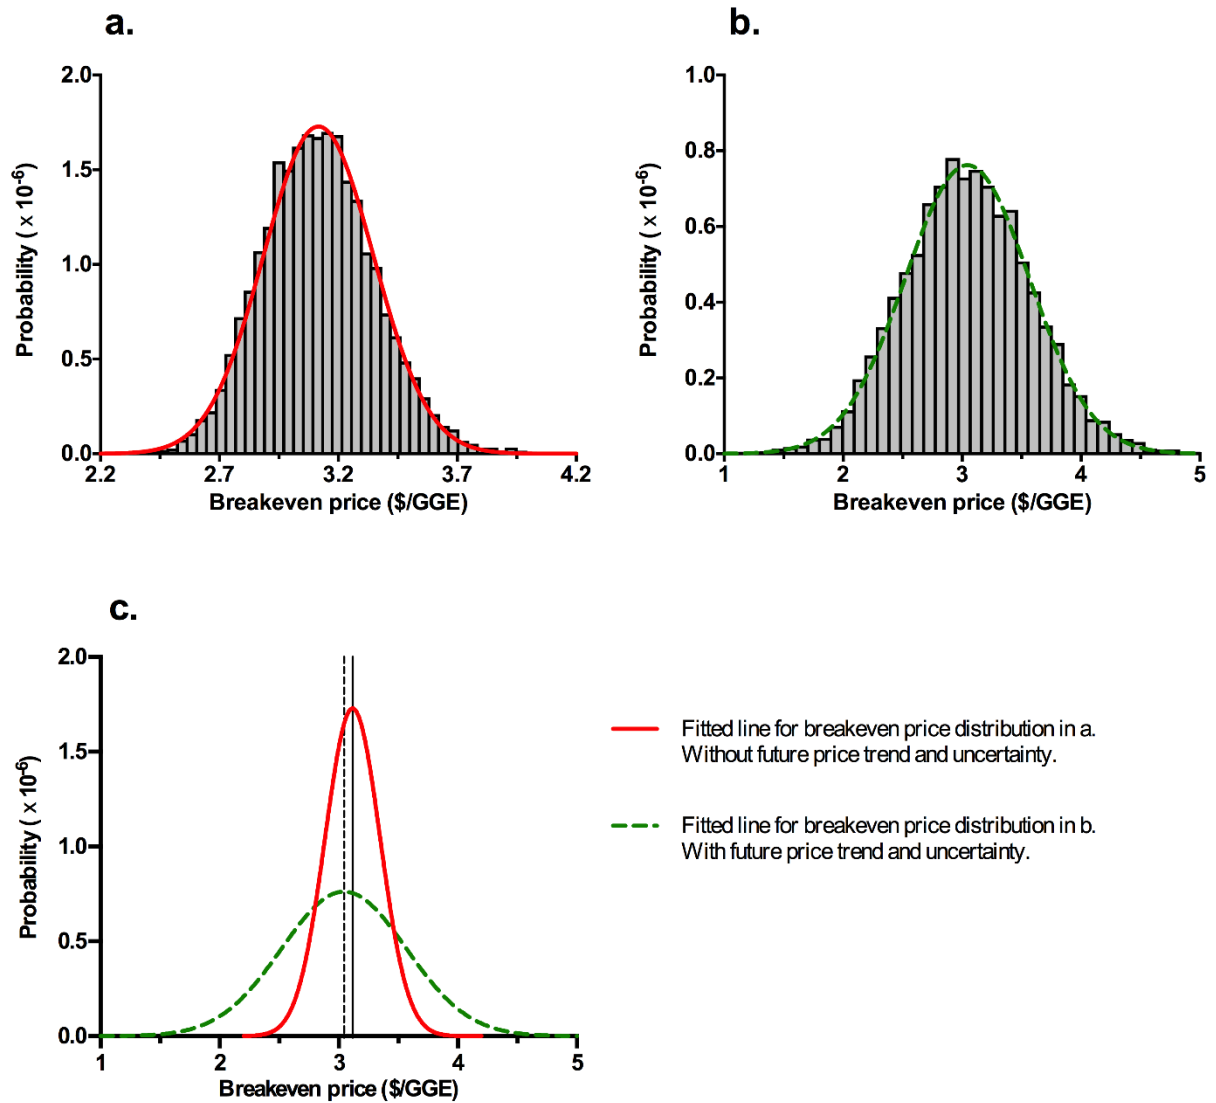 a.
2.0
1.5
1.0
0.5
0.0
Probability ( x 10-6)
2.2 2.7 3.2 3.7 4.2
Breakeven price ($/GGE)
b.
1.0
0.8
0.6
0.4
0.2
0.0
Probability ( x 10-6)
1 2 3 4 5
Breakeven price ($/GGE)
c.
2.0
1.5
1.0
0.5
0.0
Probability ( x 10-6)
1 2 3 4 5
Breakeven price ($/GGE)
Fitted line for breakeven price distribution in a.
Without future price trend and uncertainty.
Fitted line for breakeven price distribution in b.
With future price trend and uncertainty.